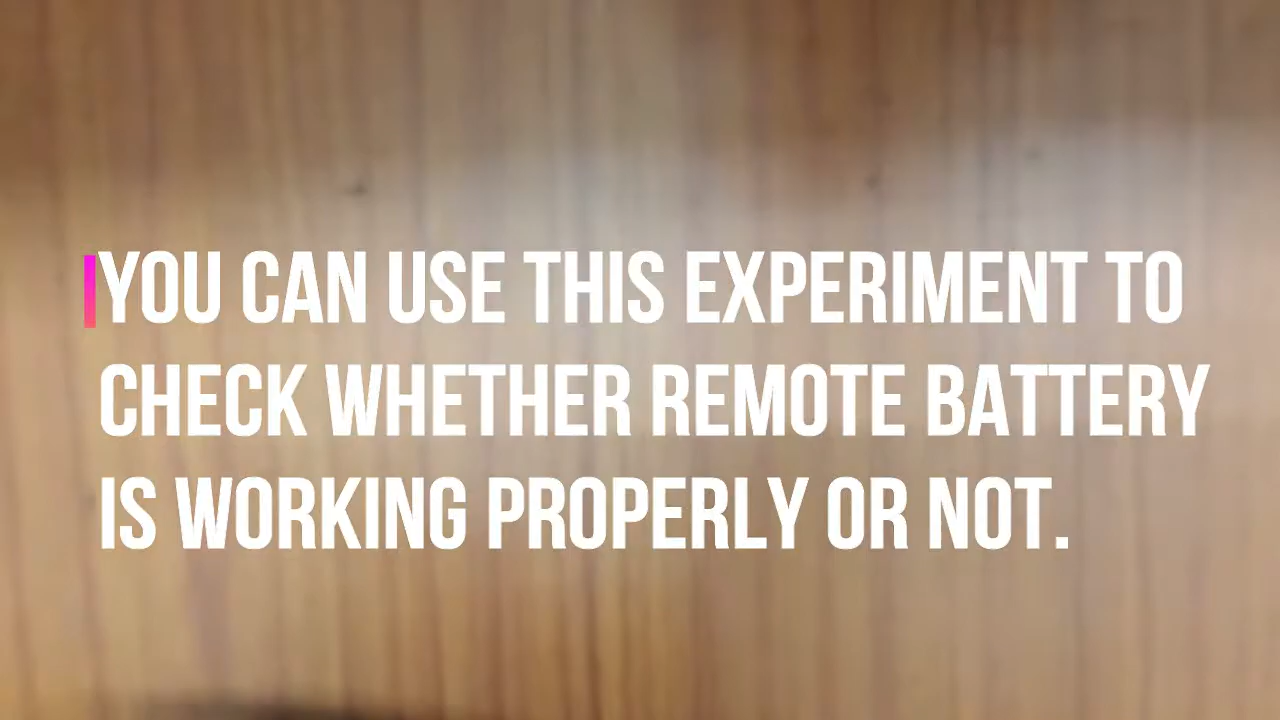 YOU CAN USE THIS EXPERIMENT TO
CHECK WHETHER REMOTE BATTERY
IS WORKING PROPERLY OR NOT.